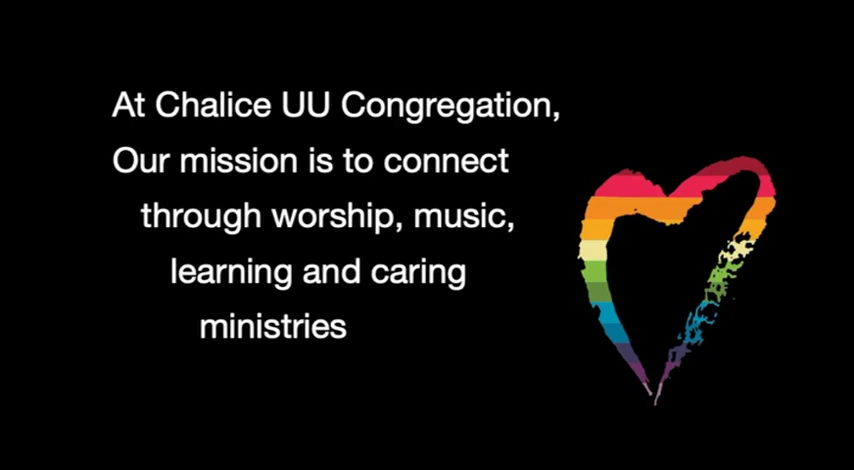 At Chalice UU Congregation,
Our mission is to connect
through worship, music,
learning and caring
ministries